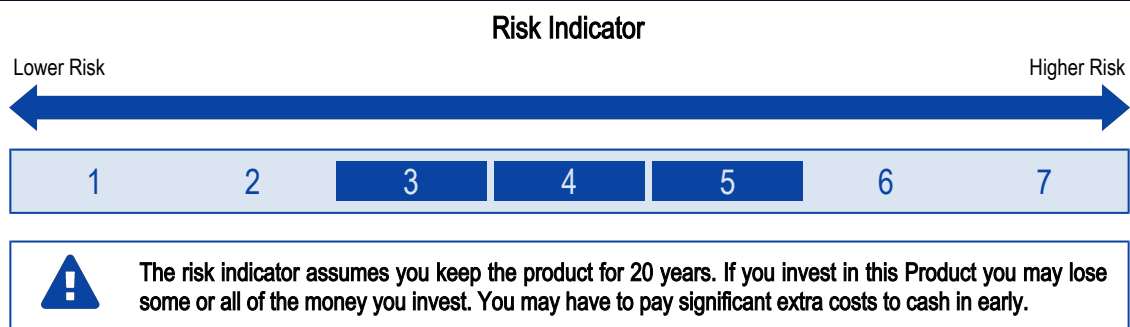 Risk Indicator
Lower Risk Higher Risk
1 2 3 4 5 6 7
The risk indicator assumes you keep the product for 20 years. If you invest in this Product you may lose
some or all of the money you invest. You may have to pay significant extra costs to cash in early.